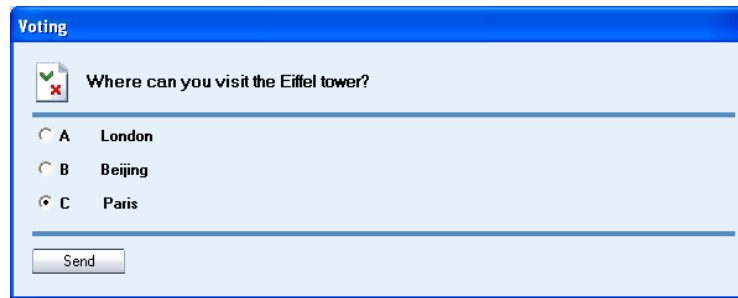 Voting
Where can you visit the Eiffel tower?
A London
B Beijing
C Paris
Send